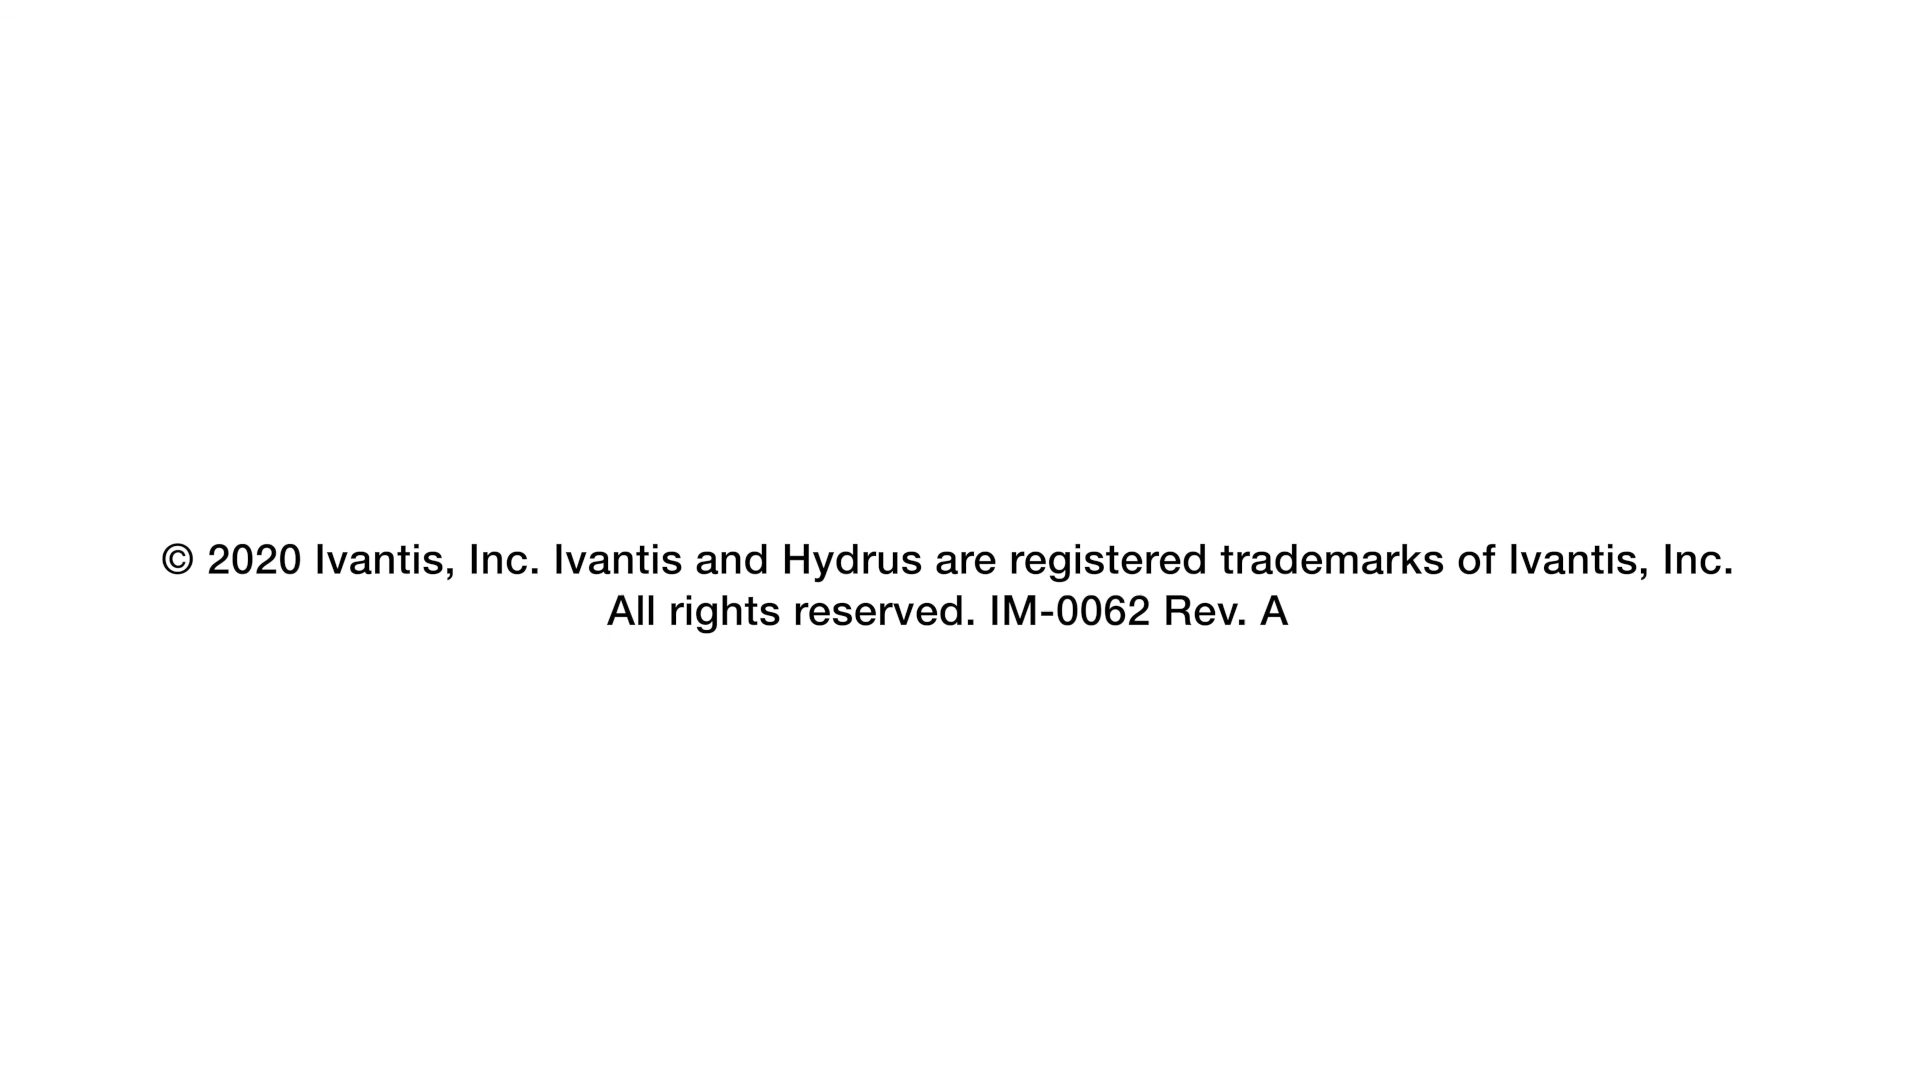 © 2020 Ivantis, Inc. Ivantis and Hydrus are registered trademarks of Ivantis, Inc.
All rights reserved. IM-0062 Rev. A